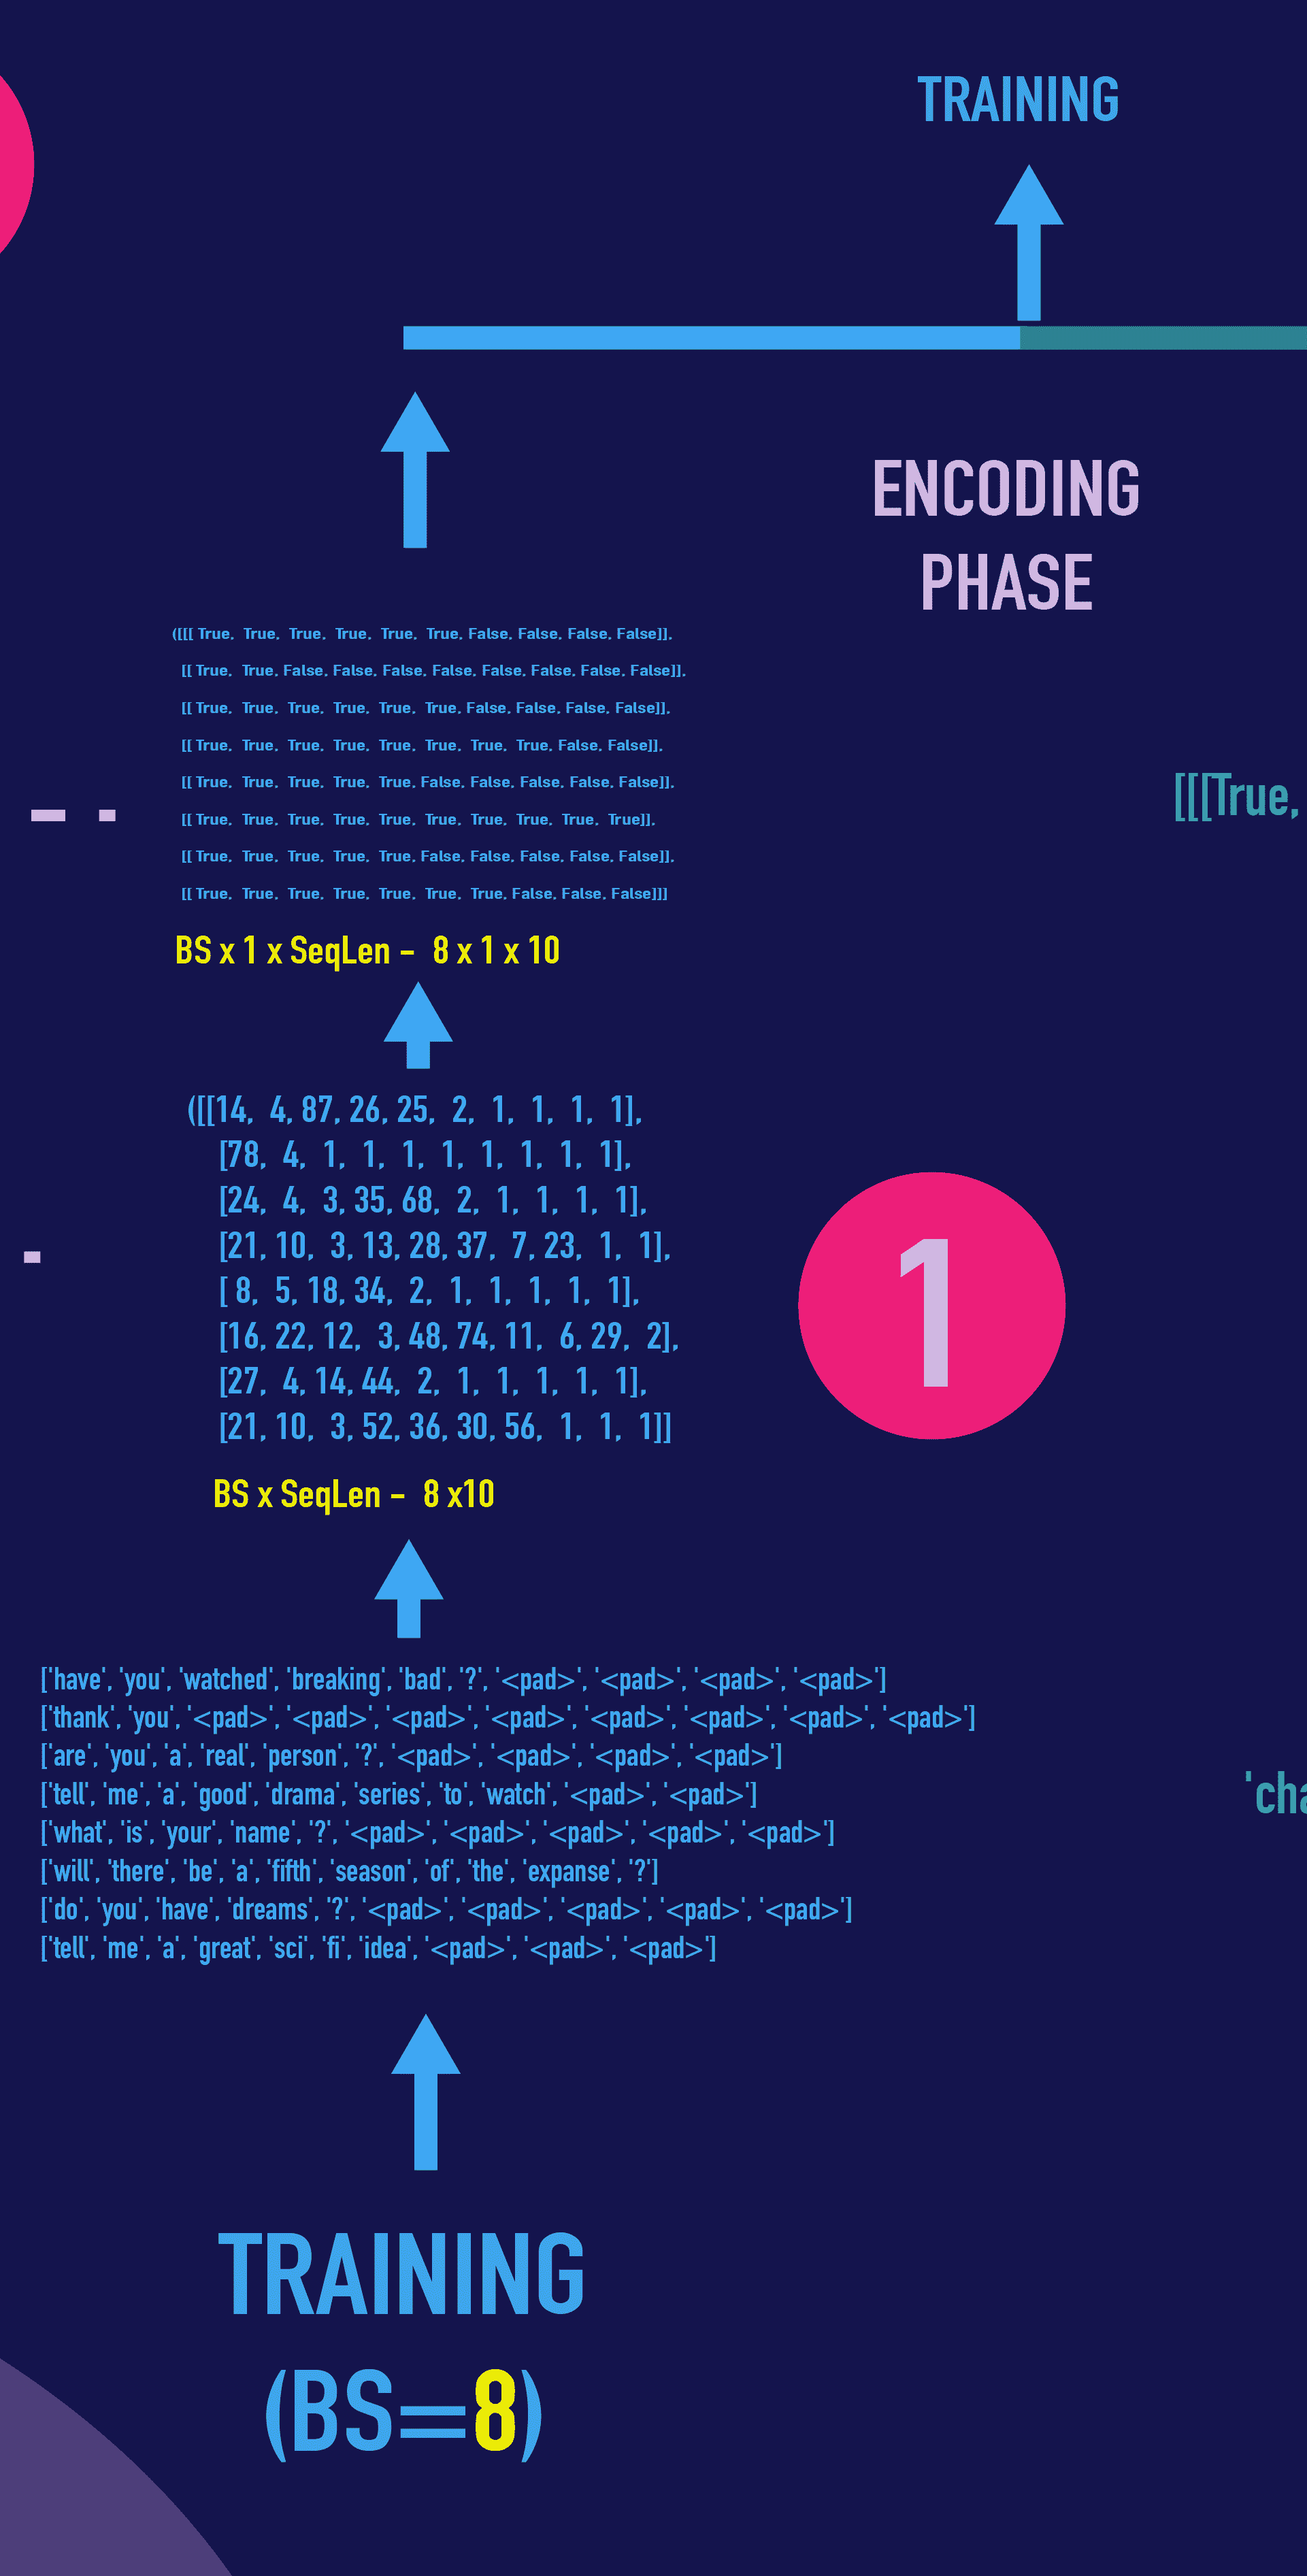 TRAINING
ENCODING
PHASE
([[[ True, True, True, True, True, True, False, False, False, False]],
[[ True, True, False, False, False, False, False, False, False, False]],
[[ True, True, True, True, True, True, False, False, False, False]],
[[ True, True, True, True, True, True, True, True, False, False]],
[[ True, True, True, True, True, False, False, False, False, False]],
[[ True, True, True, True, True, True, True, True, True, True]],
[[ True, True, True, True, True, False, False, False, False, False]],
[[ True, True, True, True, True, True, True, False, False, False]]]
[[[True,
BS x 1 x SeqLen - 8 x 1 x 10
([[14, 4, 87, 26, 25, 2, 1, 1, 1, 1],
[78, 4, 1, 1, 1, 1, 1, 1, 1, 1],
[24, 4, 3, 35, 68, 2, 1, 1, 1, 1],
[21, 10, 3, 13, 28, 37, 7, 23, 1, 1],
[ 8, 5, 18, 34, 2, 1, 1, 1, 1, 1],
[16, 22, 12, 3, 48, 74, 11, 6, 29, 2],
[27, 4, 14, 44, 2, 1, 1, 1, 1, 1],
[21, 10, 3, 52, 36, 30, 56, 1, 1, 1]]
1
BS x SeqLen - 8 x10
['have', 'you', 'watched', 'breaking', 'bad', '?', '<pad>', '<pad>', '<pad>', '<pad>']
['thank', 'you', '<pad>', '<pad>', '<pad>', '<pad>', '<pad>', '<pad>', '<pad>', '<pad>']
['are', 'you', 'a', 'real', 'person', '?', '<pad>', '<pad>', '<pad>', '<pad>']
['tell', 'me', 'a', 'good', 'drama', 'series', 'to', 'watch', '<pad>', '<pad>']
['what', 'is', 'your', 'name', '?', '<pad>', '<pad>', '<pad>', '<pad>', '<pad>']
['will', 'there', 'be', 'a', 'fifth', 'season', 'of', 'the', 'expanse', '?']
['do', 'you', 'have', 'dreams', '?', '<pad>', '<pad>', '<pad>', '<pad>', '<pad>']
['tell', 'me', 'a', 'great', 'sci', 'fi', 'idea', '<pad>', '<pad>', '<pad>']
TRAINING
(BS=8)